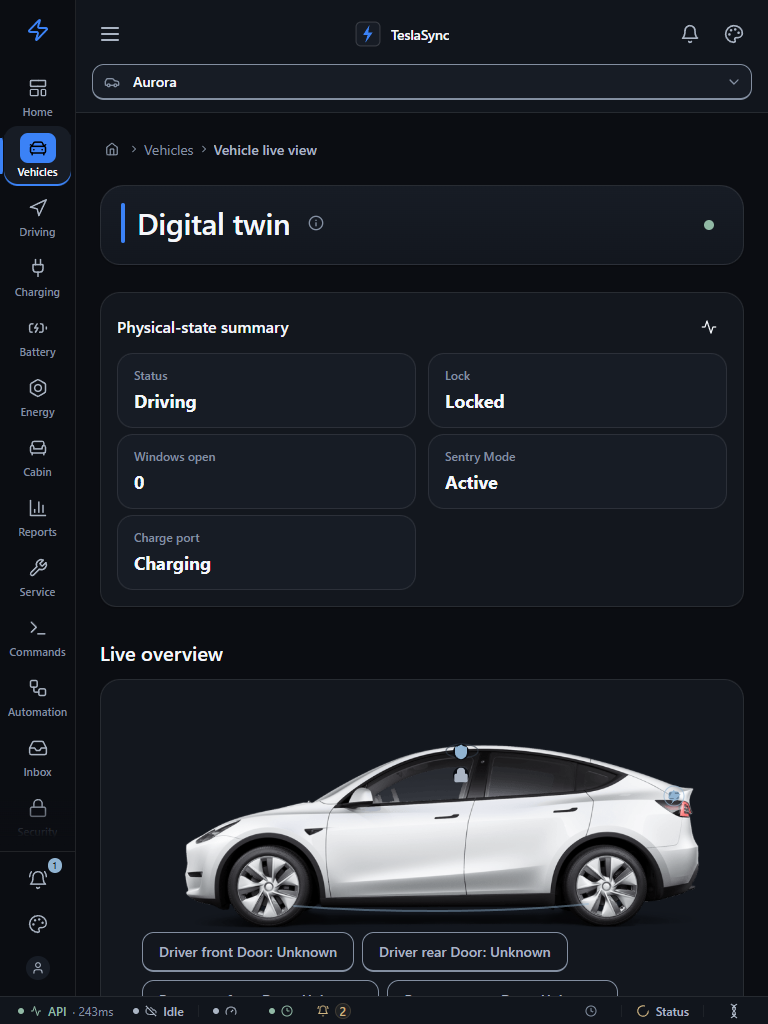 TeslaSync
Aurora
Home
Vehicles
Driving
Charging
Battery
Energy
Cabin
Reports
Service
Commands
Automation
Inbox
Security
1
Vehicles
Vehicle live view
Digital twin
Physical-state summary
Status
Driving
Lock
Locked
Windows open
0
Sentry Mode
Active
Charge port
Charging
Live overview
Driver front Door: Unknown
Driver rear Door: Unknown
API · 243ms
Idle
2
Status